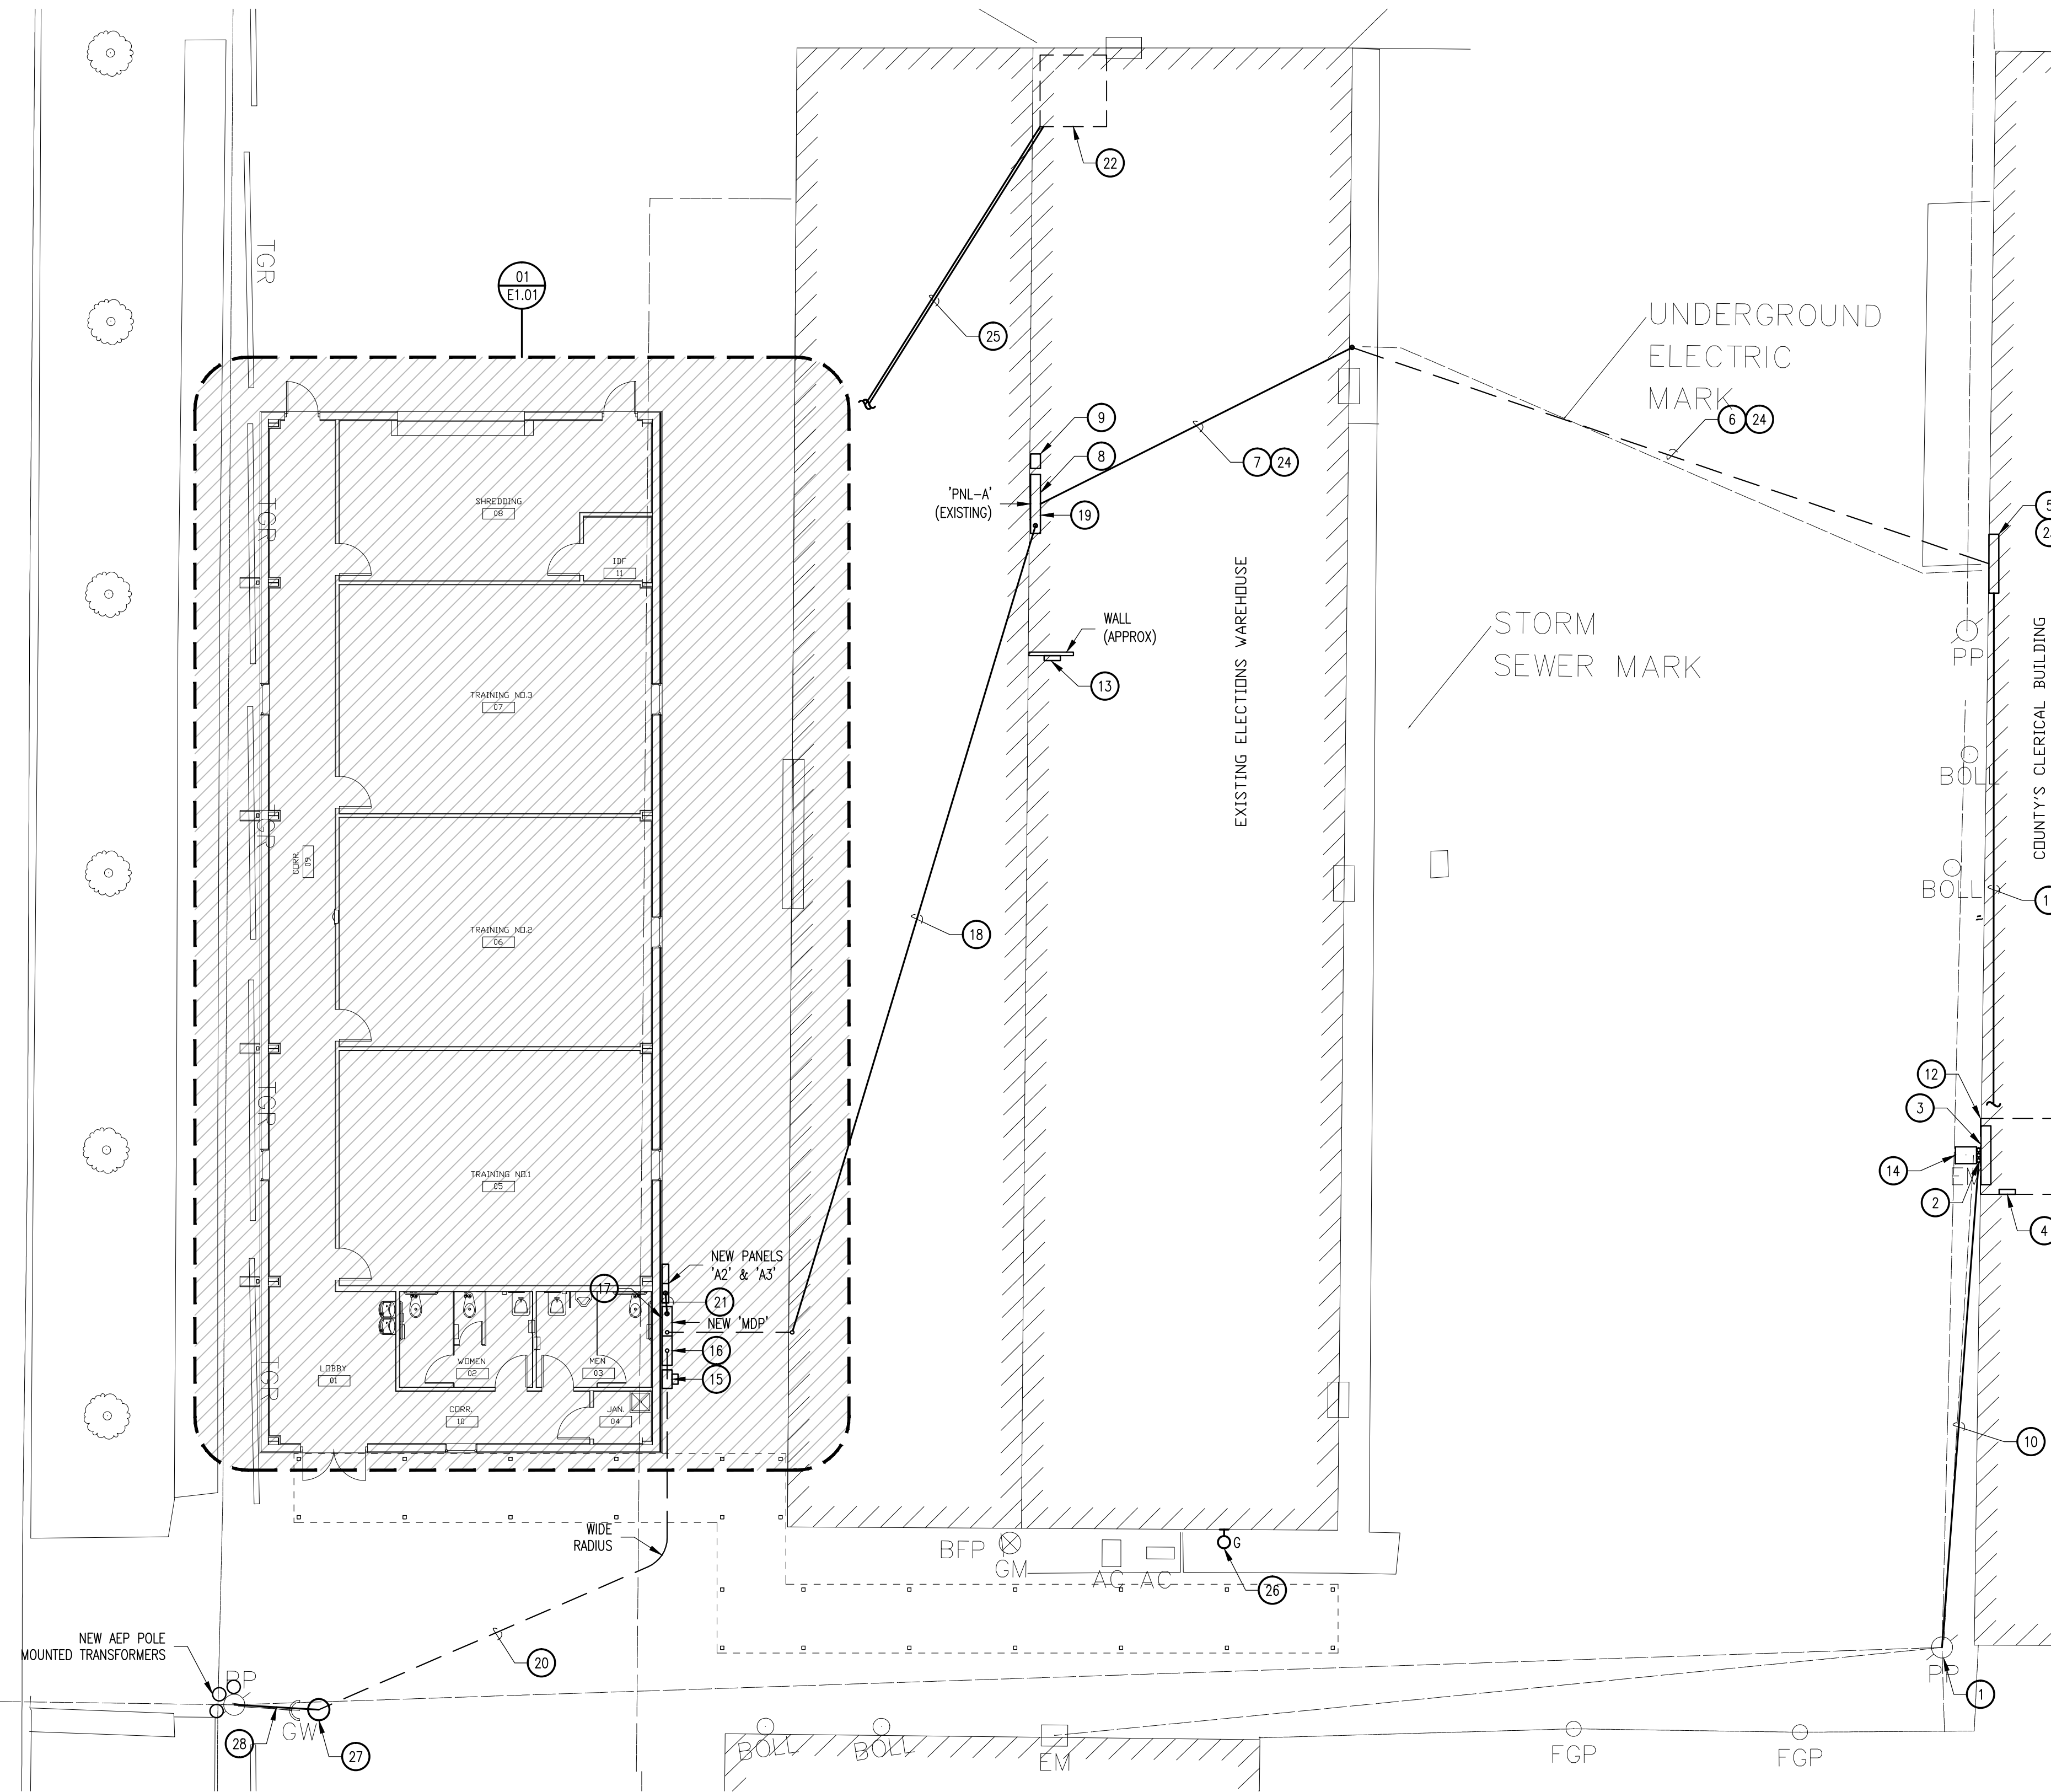 TGR
01
E1.01
22
25
UNDERGROUND
ELECTRIC
MARK
6 24
9
8
7 24
'PNL-A'
(EXISTING)
19
SHREDDING
08
TGR
IDF
11
5
WALL
(APPROX)
13
EXISTING ELECTIONS WAREHOUSE
STORM
SEWER MARK
PP
COUNTY'S CLERICAL BUILDING
TRAINING NO.3
07
BOLL
CORR.
09
TGR
BOLL
TRAINING NO.2
06
18
12
3
TGR
14
EM
2
4
TRAINING NO.1
05
NEW PANELS
'A2' & 'A3'
17
21
NEW 'MDP'
16
15
LOBBY
01
WOMEN
02
MEN
03
TGR
CORR.
10
JAN.
04
10
WIDE
RADIUS
BFP
GM
AC
AC
G
26
NEW AEP POLE
MOUNTED TRANSFORMERS
20
BP
PP
1
GW
28
27
BOLL
BOLL
EM
FGP
FGP